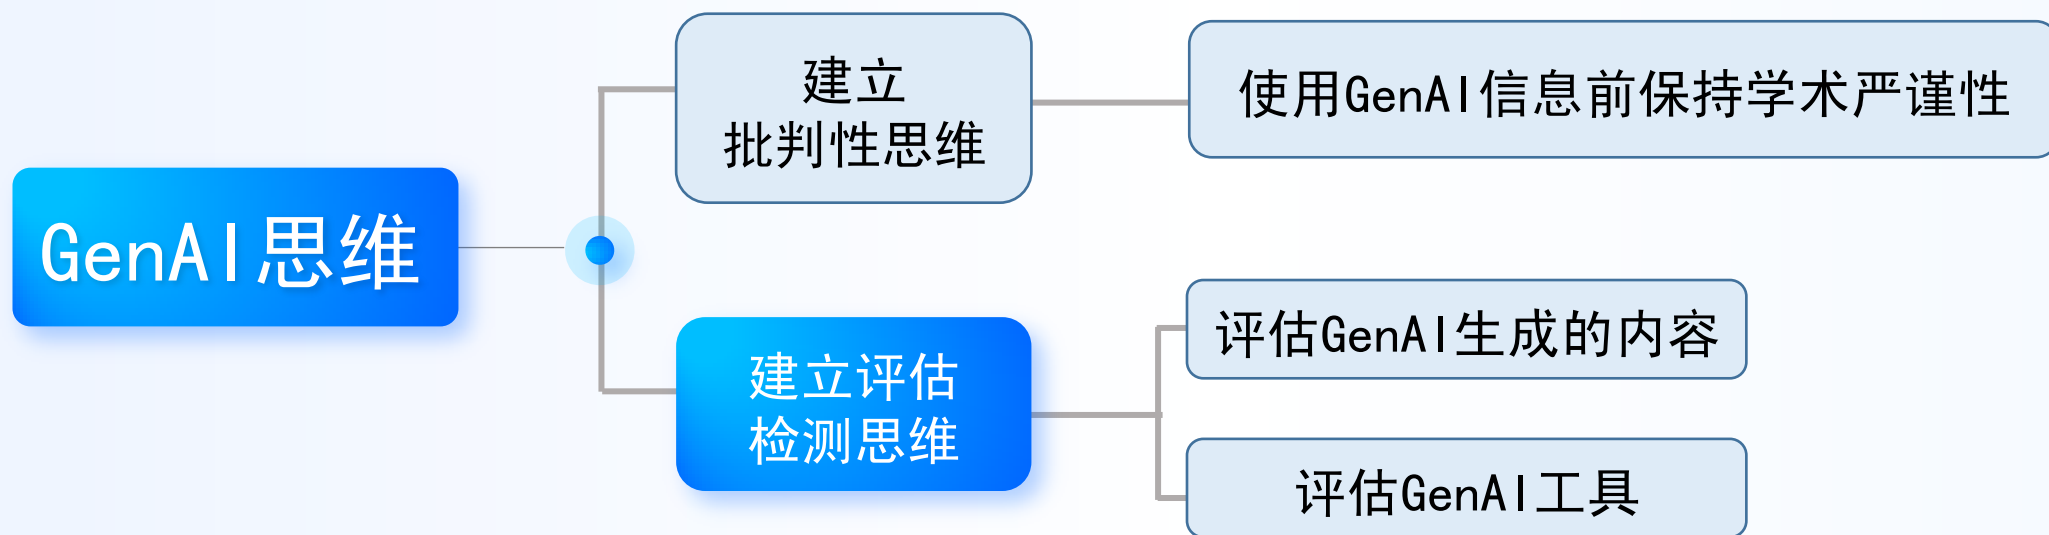 GenAI思维
建立
批判性思维
使用GenAI信息前保持学术严谨性
建立评估
检测思维
评估GenAI生成的内容
评估GenAI工具